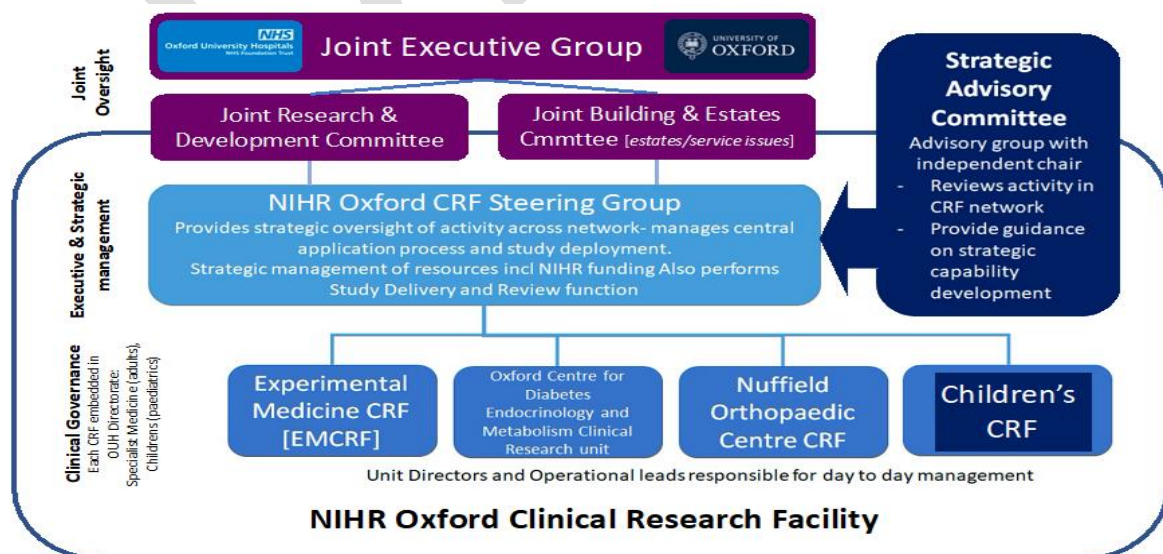 NHS
Oxford University Hospitals
NHS Foundation Trust
Joint Executive Group
UNIVERSITY OF
OXFORD
Joint
Oversight
Joint Research &
Development Committee
Joint Building & Estates
Cmmttee [estates/service issues]
Strategic
Advisory
Committee
Advisory group with
independent chair
- Reviews activity in
CRF network
- Provide guidance
on strategic
capability
development
Executive & Strategic
management
NIHR Oxford CRF Steering Group
Provides strategic oversight of activity across network- manages central
application process and study deployment.
Strategic management of resources incl NIHR funding Also performs
Study Delivery and Review function
Clinical Governance
Each CRF embedded in
OUH Directorate:
Specialist Medicine (adults),
Childrens (paediatrics)
Experimental
Medicine CRF
[EMCRF]
Oxford Centre for
Diabetes
Endocrinology and
Metabolism Clinical
Research unit
Nuffield
Orthopaedic
Centre CRF
Children's
CRF
Unit Directors and Operational leads responsible for day to day management
NIHR Oxford Clinical Research Facility